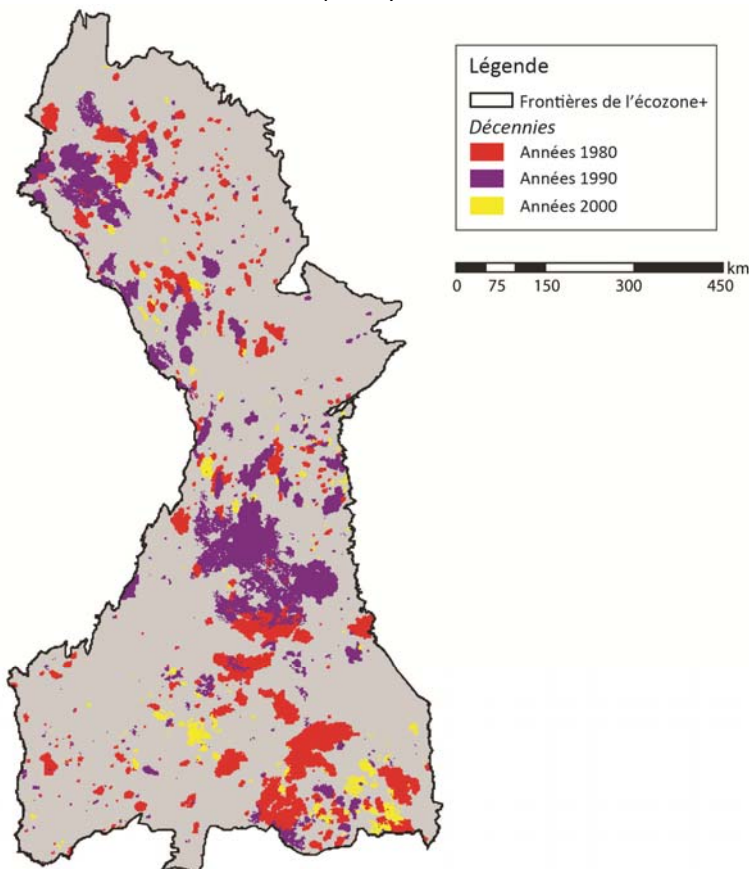 Légende
Frontières de l'écozone+
Décennies
Années 1980
Années 1990
Années 2000
km
0 75 150 300 450